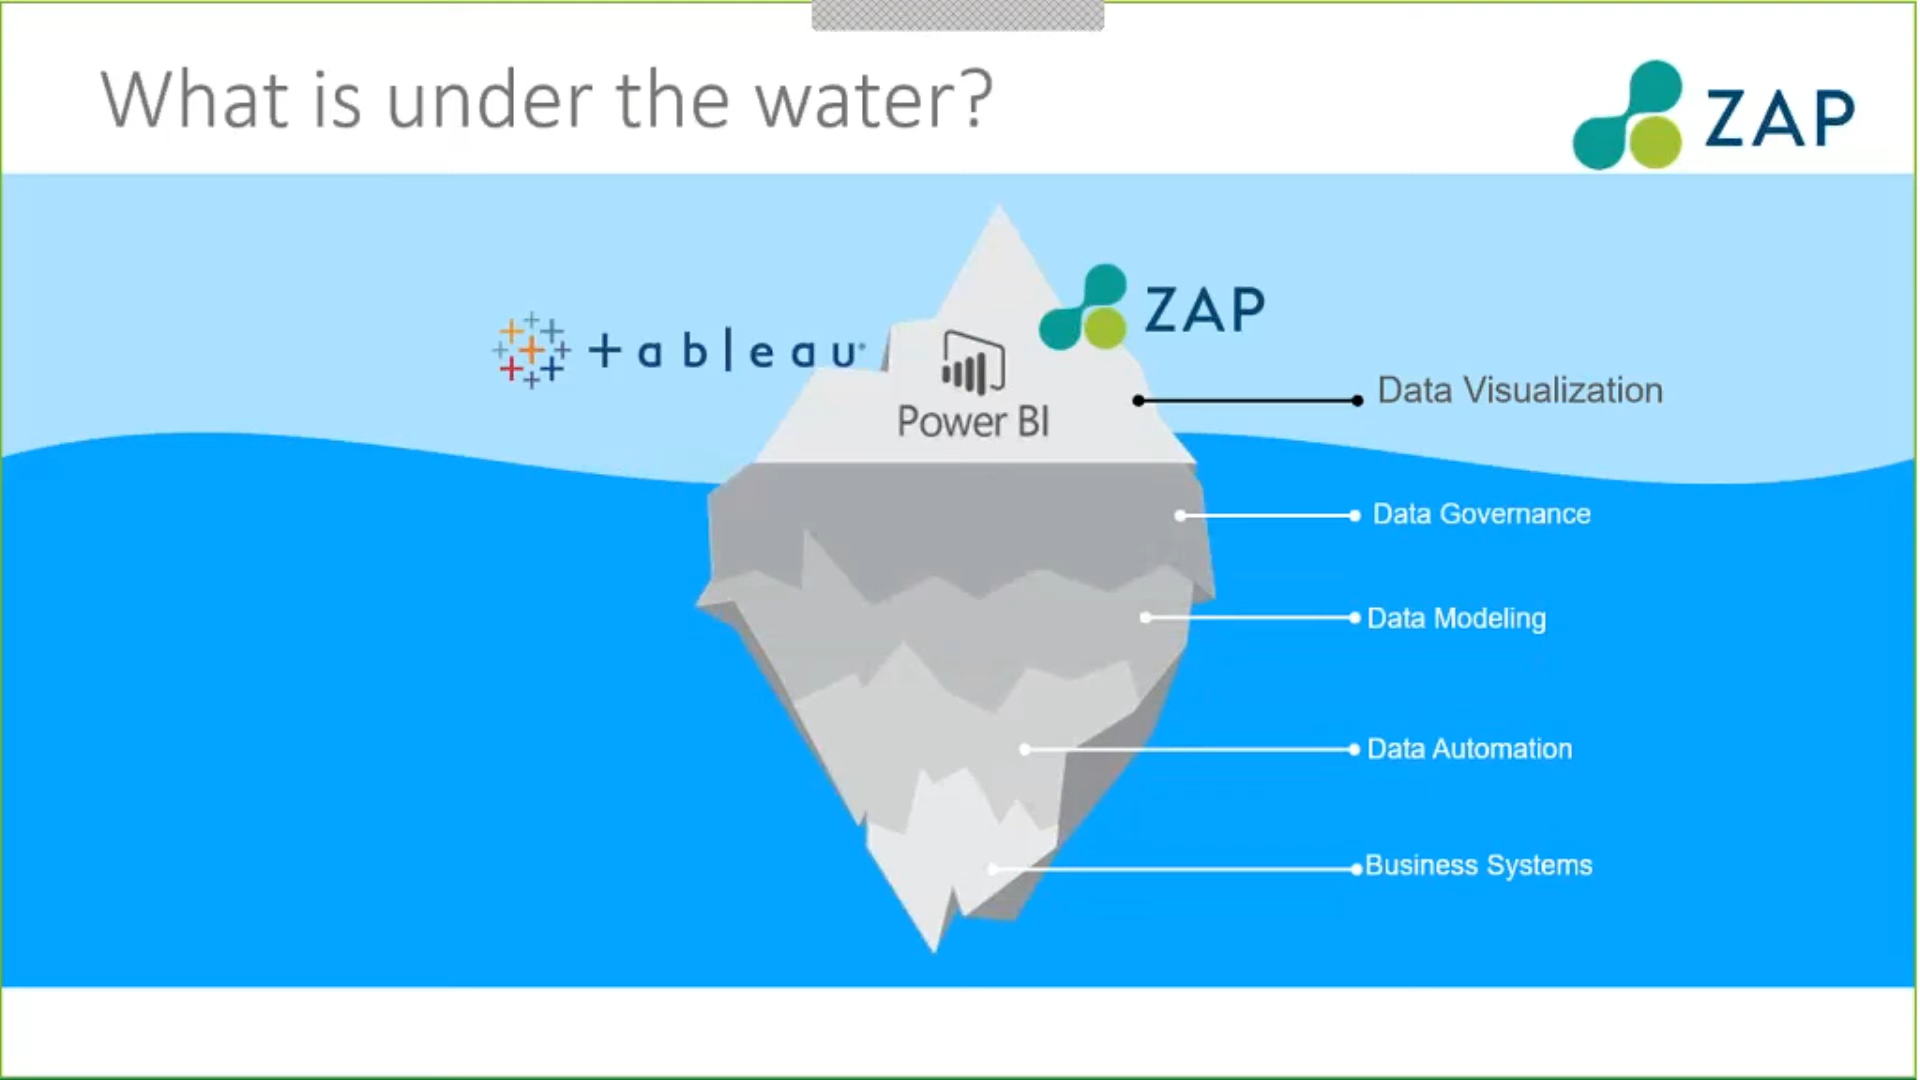 What is under the water?
ZAP
ZAP
+ableau
Power BI
Data Visualization
Data Governance
Data Modeling
Data Automation
Business Systems